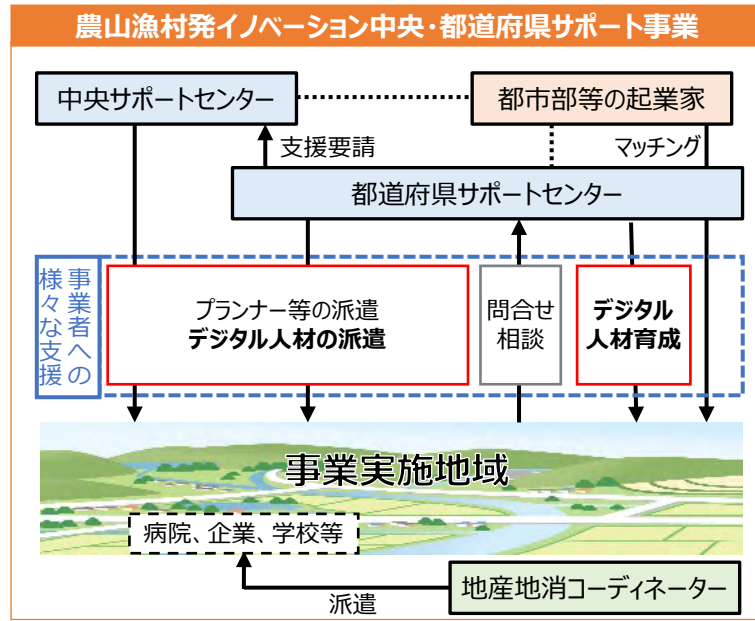 農山漁村発イノベーション中央・都道府県サポート事業
中央サポートセンター
都市部等の起業家
支援要請
マッチング
都道府県サポートセンター
事業者への
様々な支援
プランナー等の派遣
デジタル人材の派遣
問合せ
相談
デジタル
人材育成
事業実施地域
病院、企業、学校等
派遣
地産地消コーディネーター